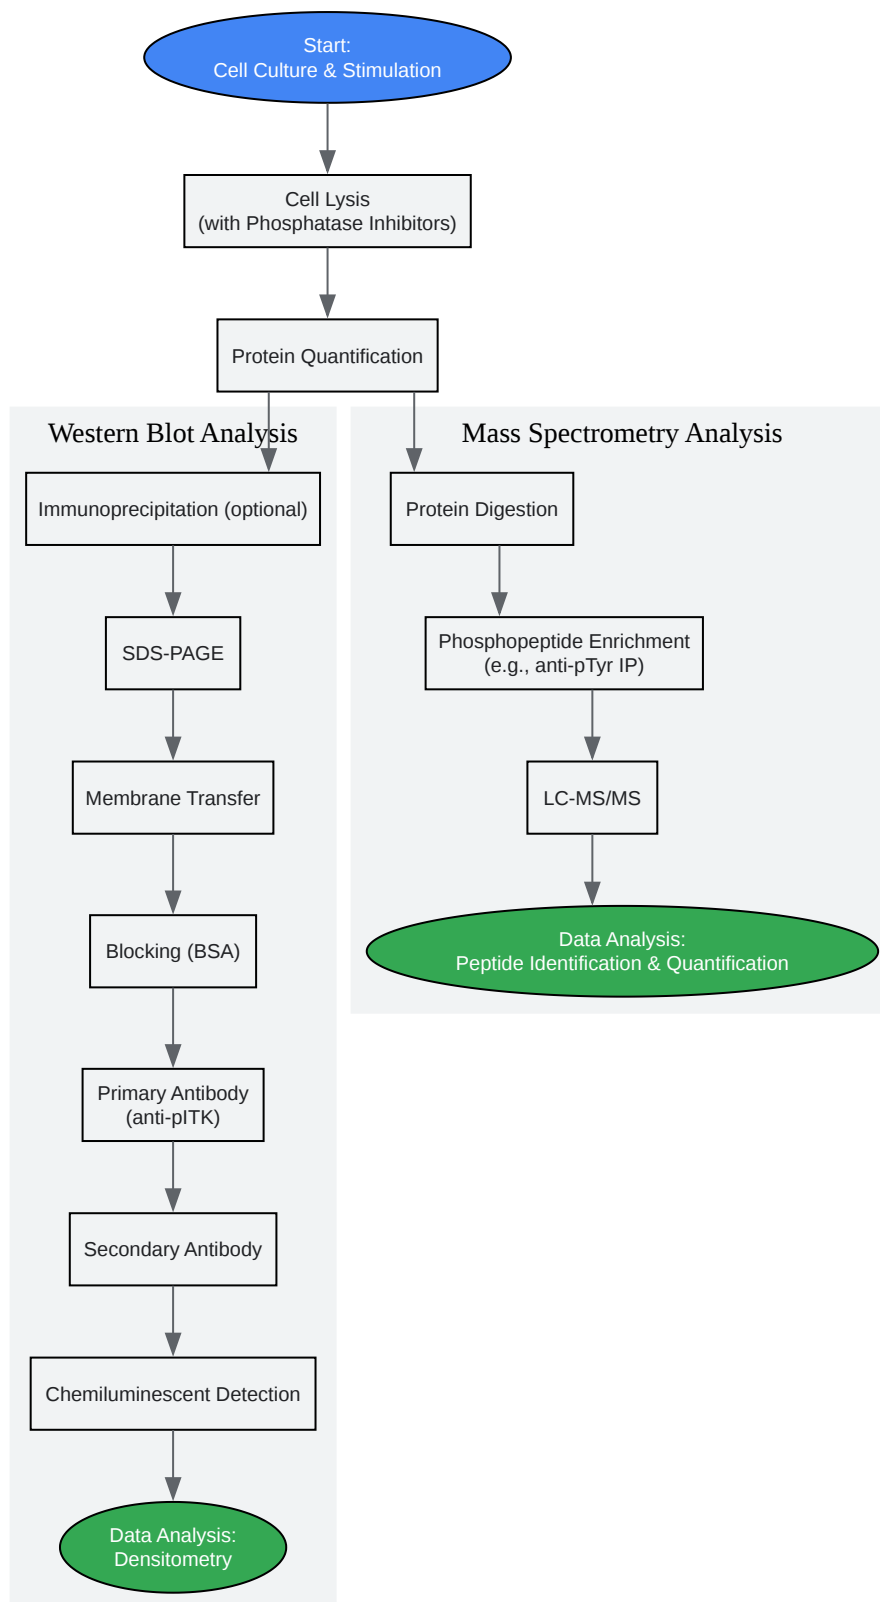 Start:
Cell Culture & Stimulation
Cell Lysis
(with Phosphatase Inhibitors)
Protein Quantification
Western Blot Analysis
Immunoprecipitation (optional)
SDS-PAGE
Membrane Transfer
Blocking (BSA)
Primary Antibody
(anti-pITK)
Secondary Antibody
Chemiluminescent Detection
Data Analysis:
Densitometry
Mass Spectrometry Analysis
Protein Digestion
Phosphopeptide Enrichment
(e.g., anti-pTyr IP)
LC-MS/MS
Data Analysis:
Peptide Identification & Quantification